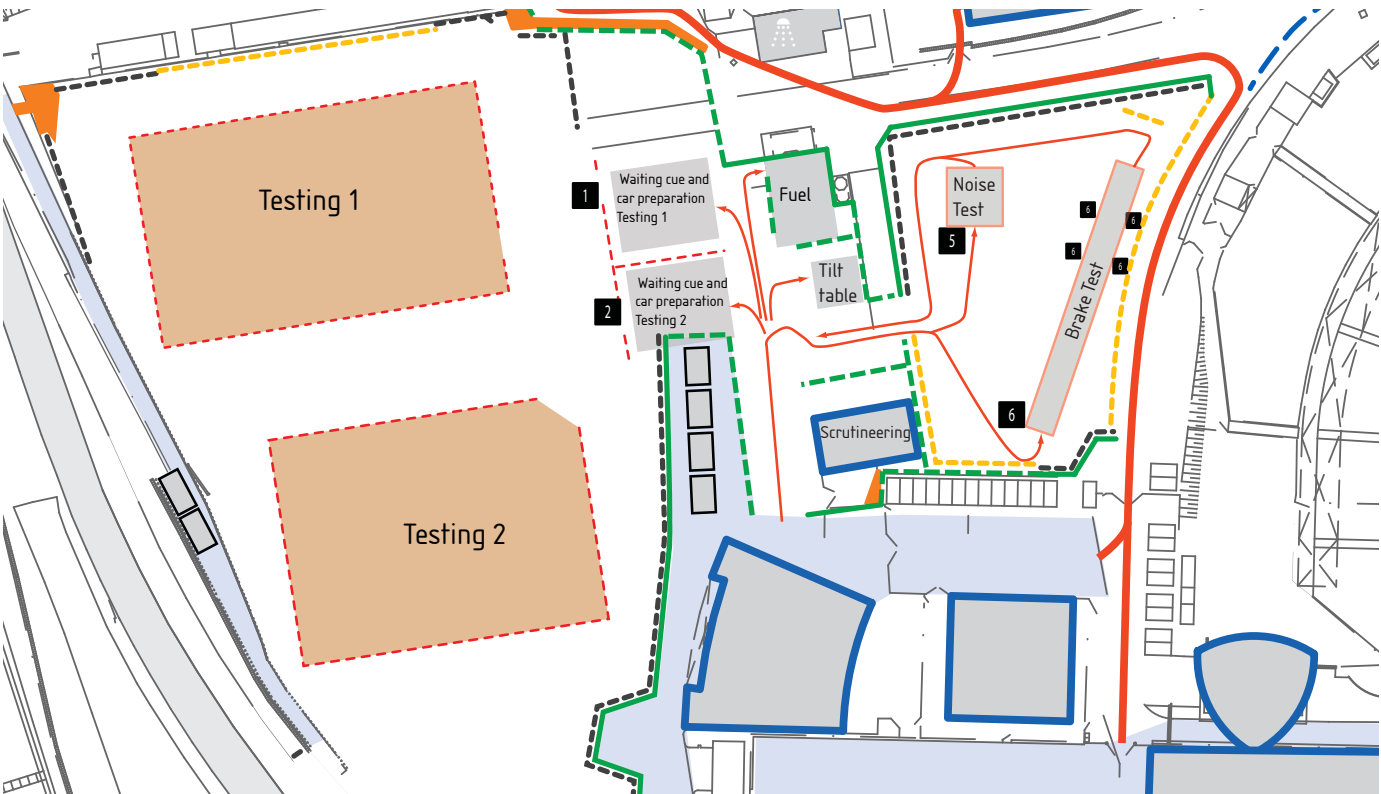 Testing 1
1
Waiting cue and
car preparation
Testing 1
Fuel
Noise
Test
5
6
6
6
6
Brake Test
2
Waiting cue and
car preparation
Testing 2
Tilt
table
6
Scrutineering
Testing 2